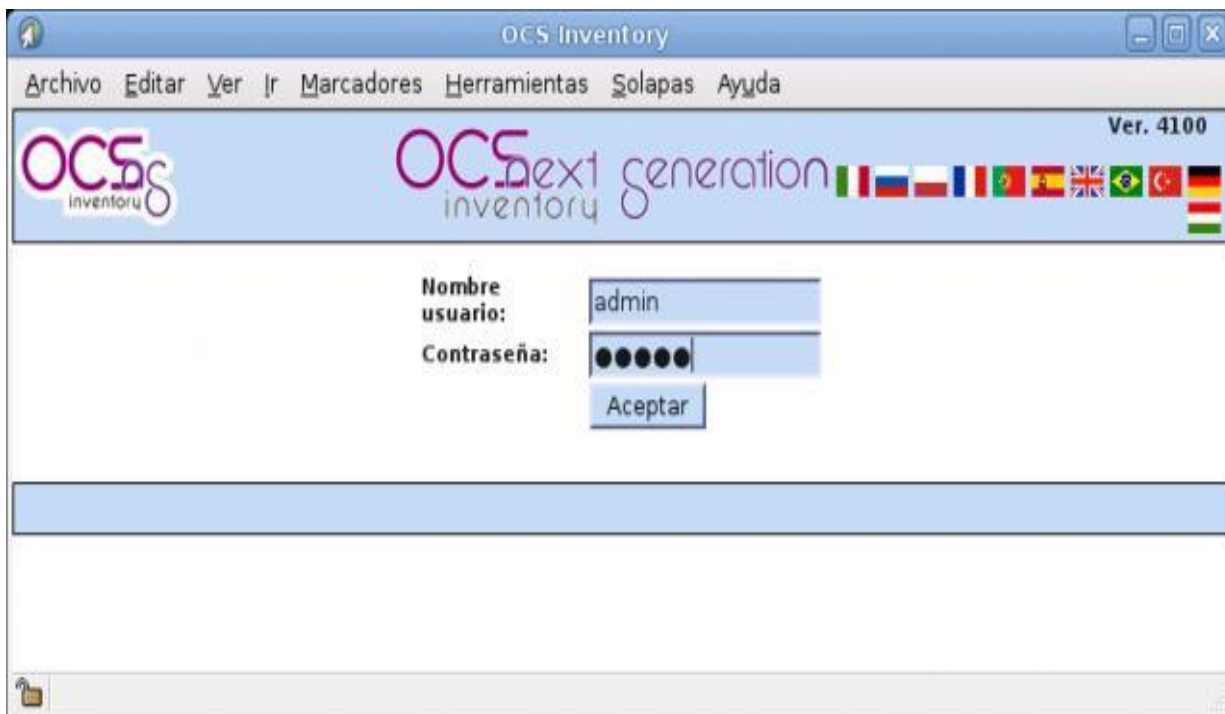 OCS Inventory
Archivo Editar Ver Ir Marcadores Herramientas Solapas Ayuda
Ver. 4100
OCSng
inventory
OCS next generation
inventory
Nombre
usuario:
admin
Contraseña:
Aceptar